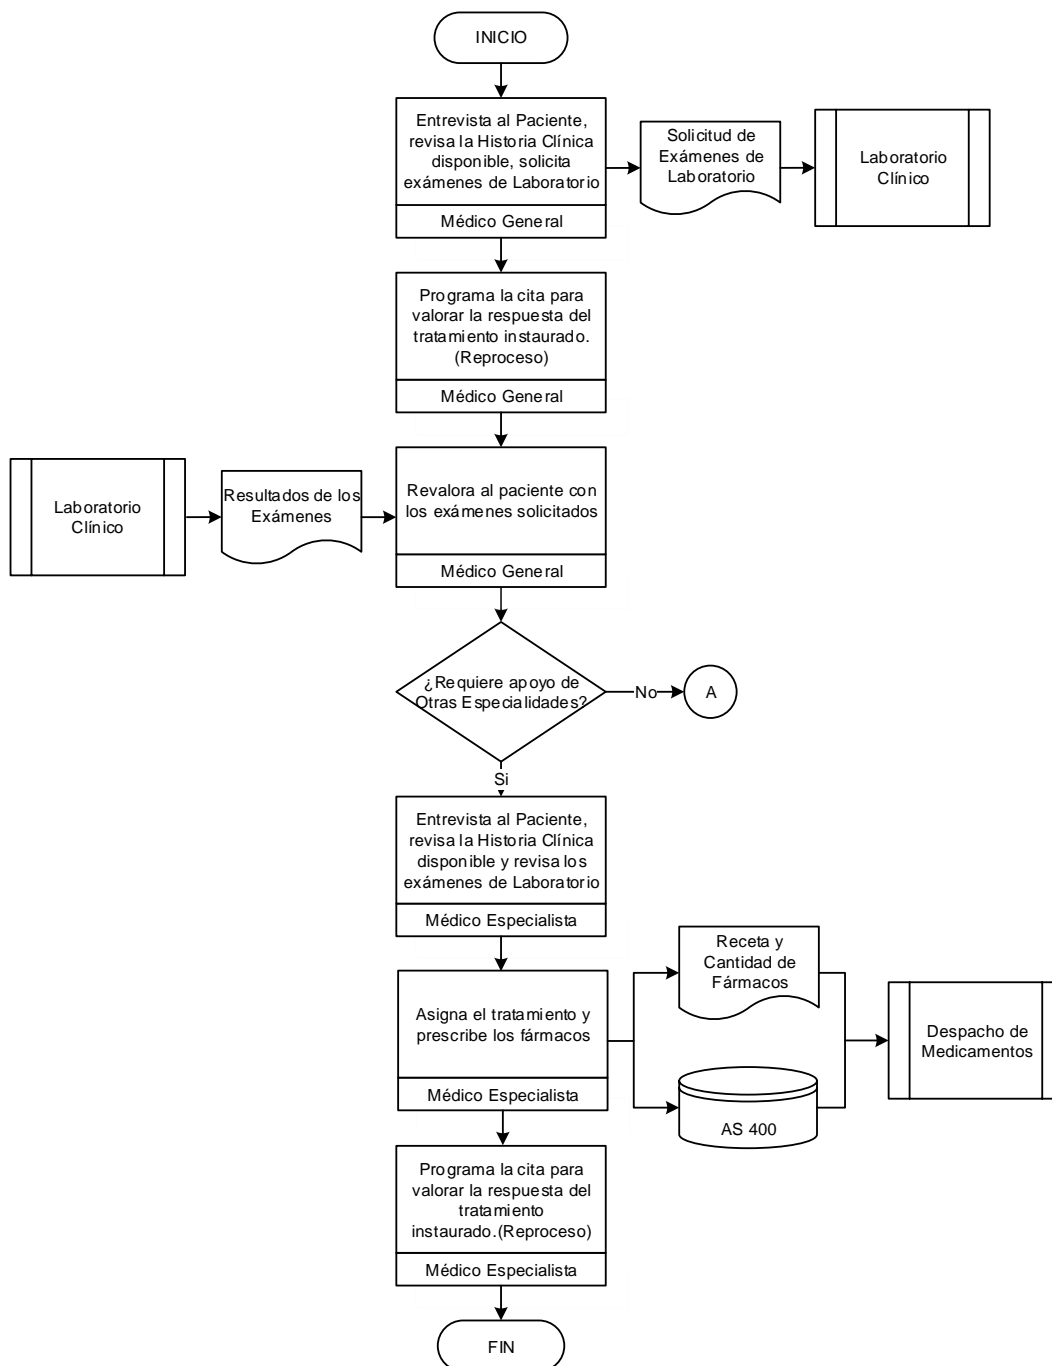 INICIO
Entrevista al Paciente,
revisa la Historia Clínica
disponible, solicita
exámenes de Laboratorio
Médico General
Solicitud de
Exámenes de
Laboratorio
Laboratorio
Clínico
Programa la cita para
valorar la respuesta del
tratamiento instaurado.
(Reproceso)
Médico General
Laboratorio
Clínico
Resultados de los
Exámenes
Revalora al paciente con
los exámenes solicitados
Médico General
¿Requiere apoyo de
Otras Especialidades?
No
A
Si
Entrevista al Paciente,
revisa la Historia Clínica
disponible y revisa los
exámenes de Laboratorio
Médico Especialista
Asigna el tratamiento y
prescribe los fármacos
Médico Especialista
Receta y
Cantidad de
Fármacos
AS 400
Despacho de
Medicamentos
Programa la cita para
valorar la respuesta del
tratamiento
instaurado.(Reproceso)
Médico Especialista
FIN